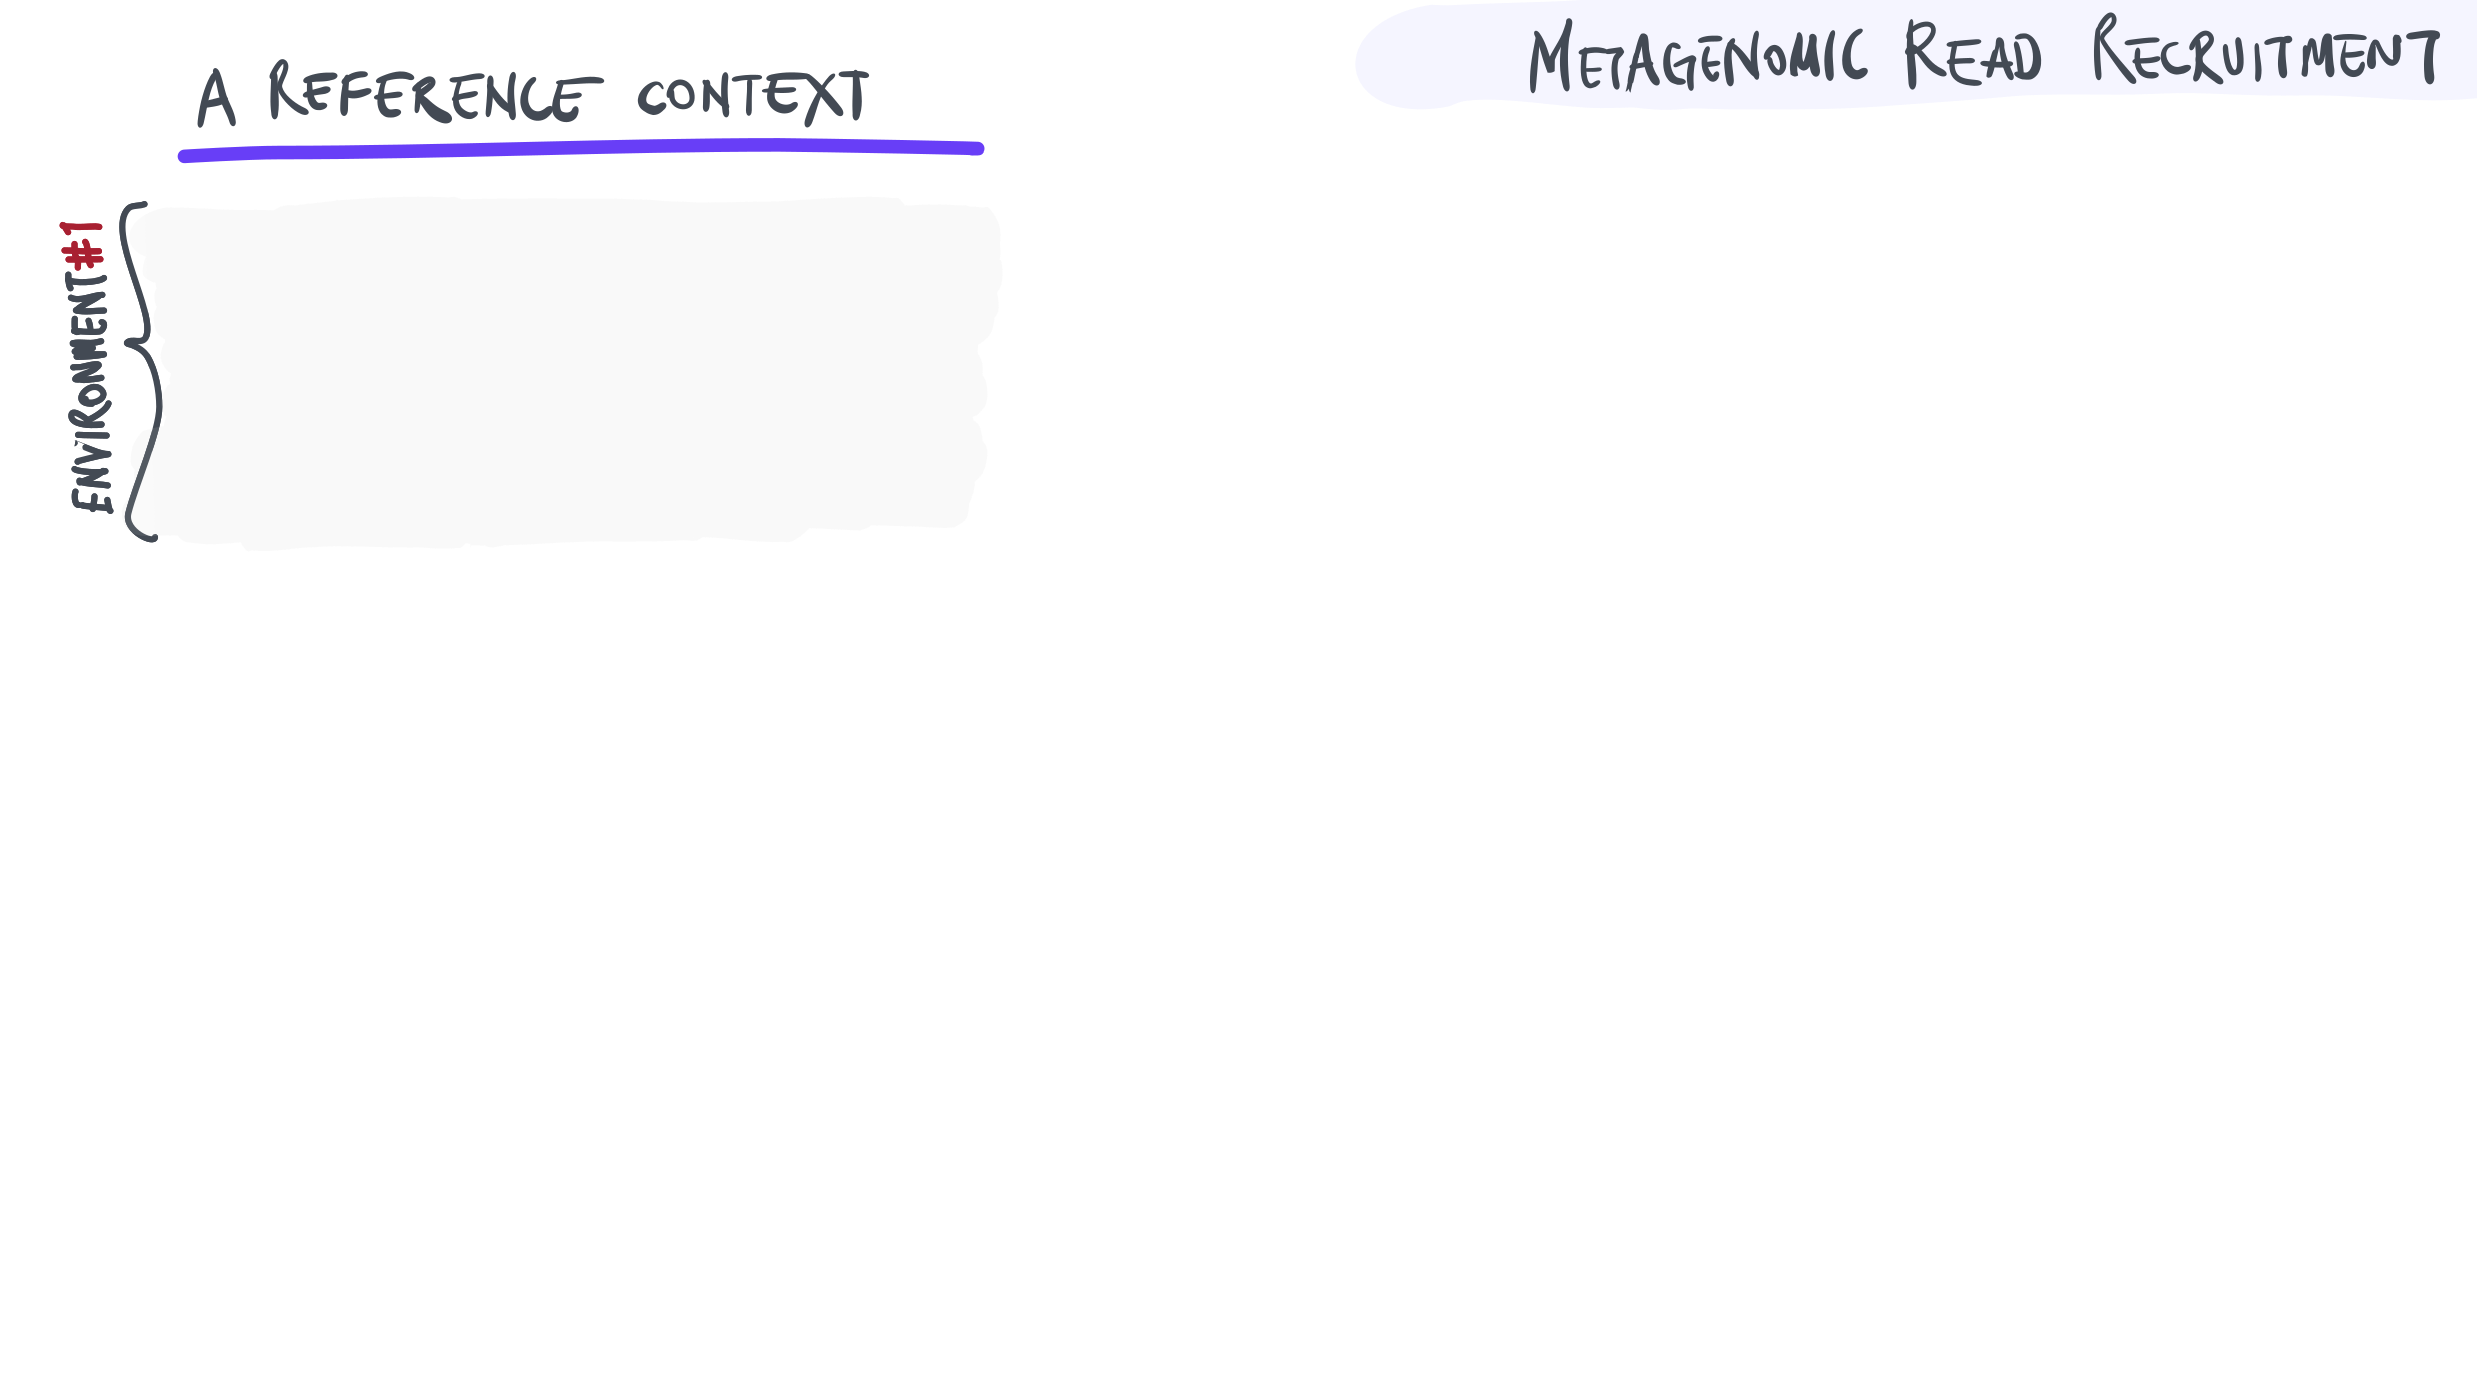 METAGENOMIC READ RECRUITMENT
A REFERENCE CONTEXT
ENVIRONMENT #1